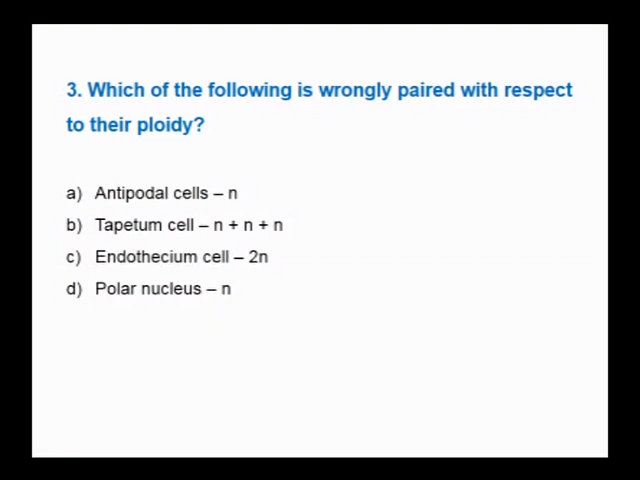 3. Which of the following is wrongly paired with respect
to their ploidy?
a) Antipodal cells – n
b) Tapetum cell – n + n + n
c) Endothecium cell – 2n
d) Polar nucleus – n